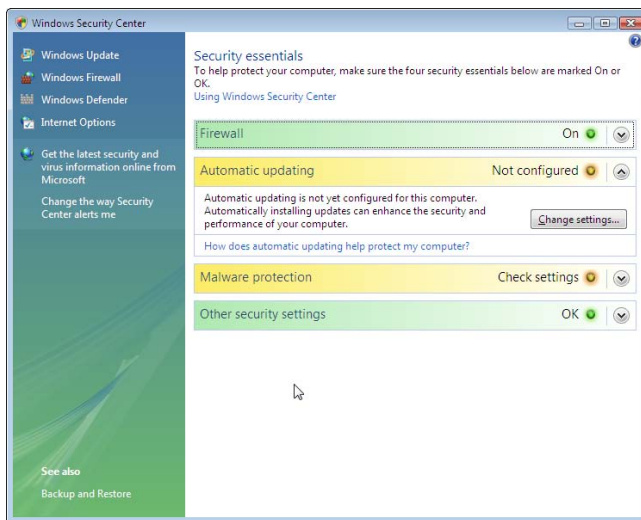 Windows Security Center
Windows Update
Windows Firewall
Windows Defender
Internet Options
Get the latest security and
virus information online from
Microsoft
Change the way Security
Center alerts me
See also
Backup and Restore
Security essentials
To help protect your computer, make sure the four security essentials below are marked On or
OK.
Using Windows Security Center
Firewall On
Automatic updating Not configured
Automatic updating is not yet configured for this computer.
Automatically installing updates can enhance the security and
performance of your computer.
Change settings...
How does automatic updating help protect my computer?
Malware protection Check settings
Other security settings OK